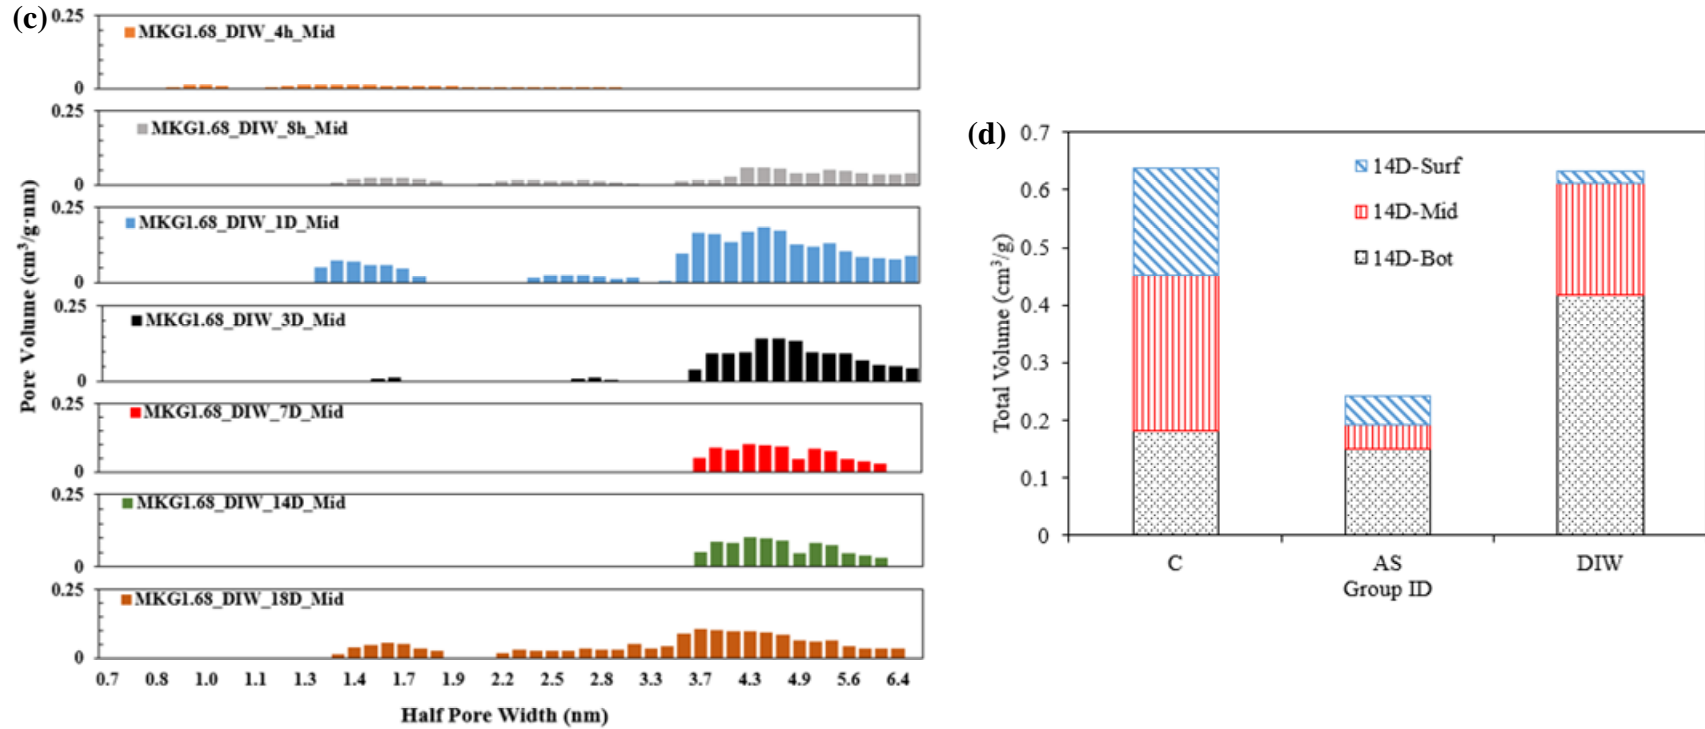 (c)
Pore Volume (cm³/g·nm)
0.25
MKG1.68_DIW_4h_Mid
0
0.25
MKG1.68_DIW_8h_Mid
0
0.25
MKG1.68_DIW_1D_Mid
0
0.25
MKG1.68_DIW_3D_Mid
0
0.25
MKG1.68_DIW_7D_Mid
0
0.25
MKG1.68_DIW_14D_Mid
0
0.25
MKG1.68_DIW_18D_Mid
0
0.7 0.8 1.0 1.1 1.3 1.4 1.7 1.9 2.2 2.5 2.8 3.3 3.7 4.3 4.9 5.6 6.4
Half Pore Width (nm)
(d)
Total Volume (cm³/g)
0.7
0.6
0.5
0.4
0.3
0.2
0.1
0
14D-Surf
14D-Mid
14D-Bot
C AS DIW
Group ID